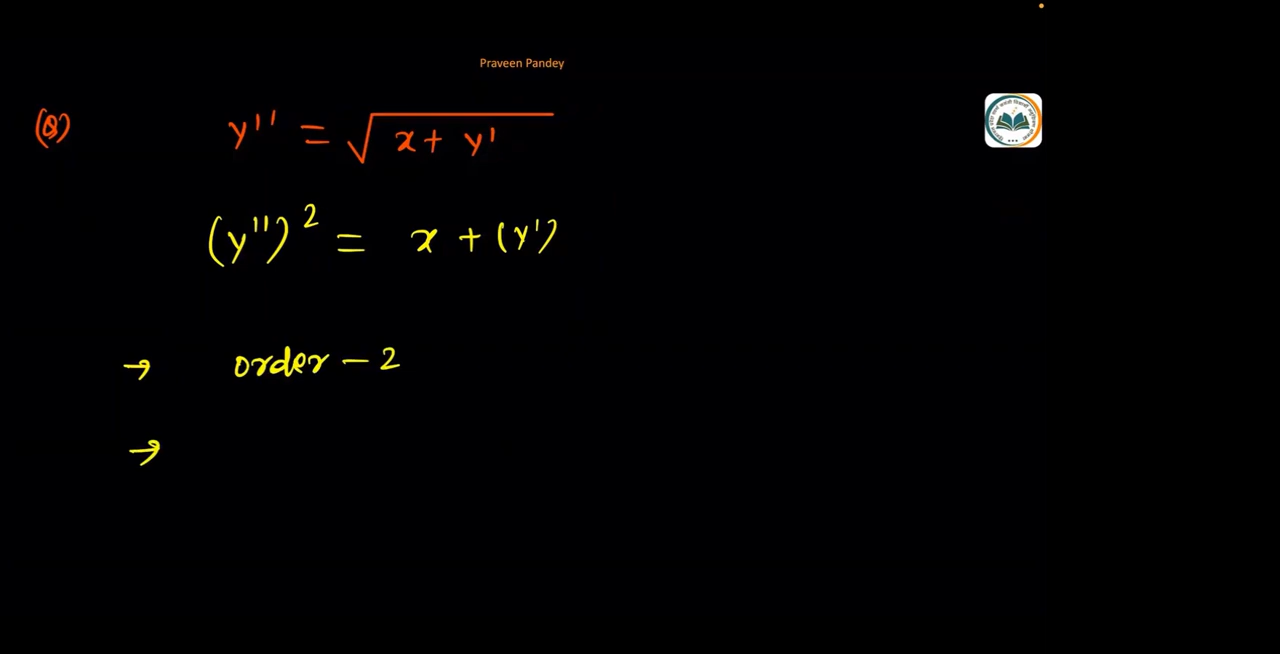 Praveen Pandey
(Q) y'' = √(x + y')
(y'')² = x + (y')
→ order - 2
→